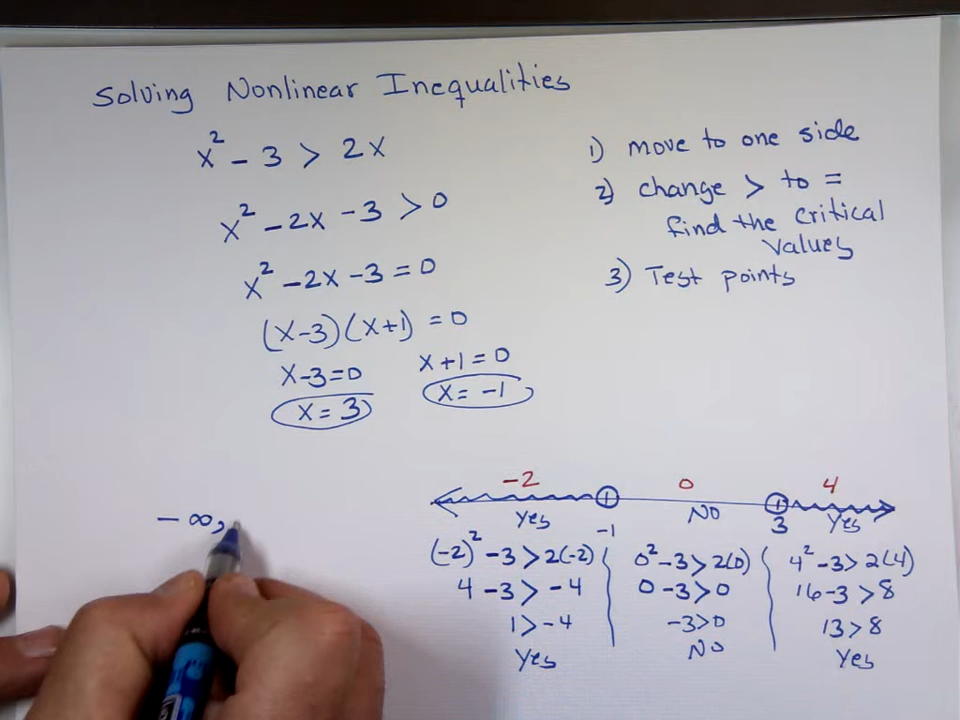 Solving Nonlinear Inequalities
x² - 3 > 2x
x² - 2x - 3 > 0
x² - 2x - 3 = 0
(x-3)(x+1) = 0
x-3=0 x+1=0
x=3 x=-1
1) move to one side
2) change > to =
find the critical
values
3) Test points
-2 0 4
Yes NO Yes
-1 3
(-2)² -3 > 2(-2) 0² -3 > 2(0) 4² -3 > 2(4)
4 -3 > -4 0 -3 > 0 16 -3 > 8
1 > -4 -3 > 0 13 > 8
Yes NO Yes
- ∞,